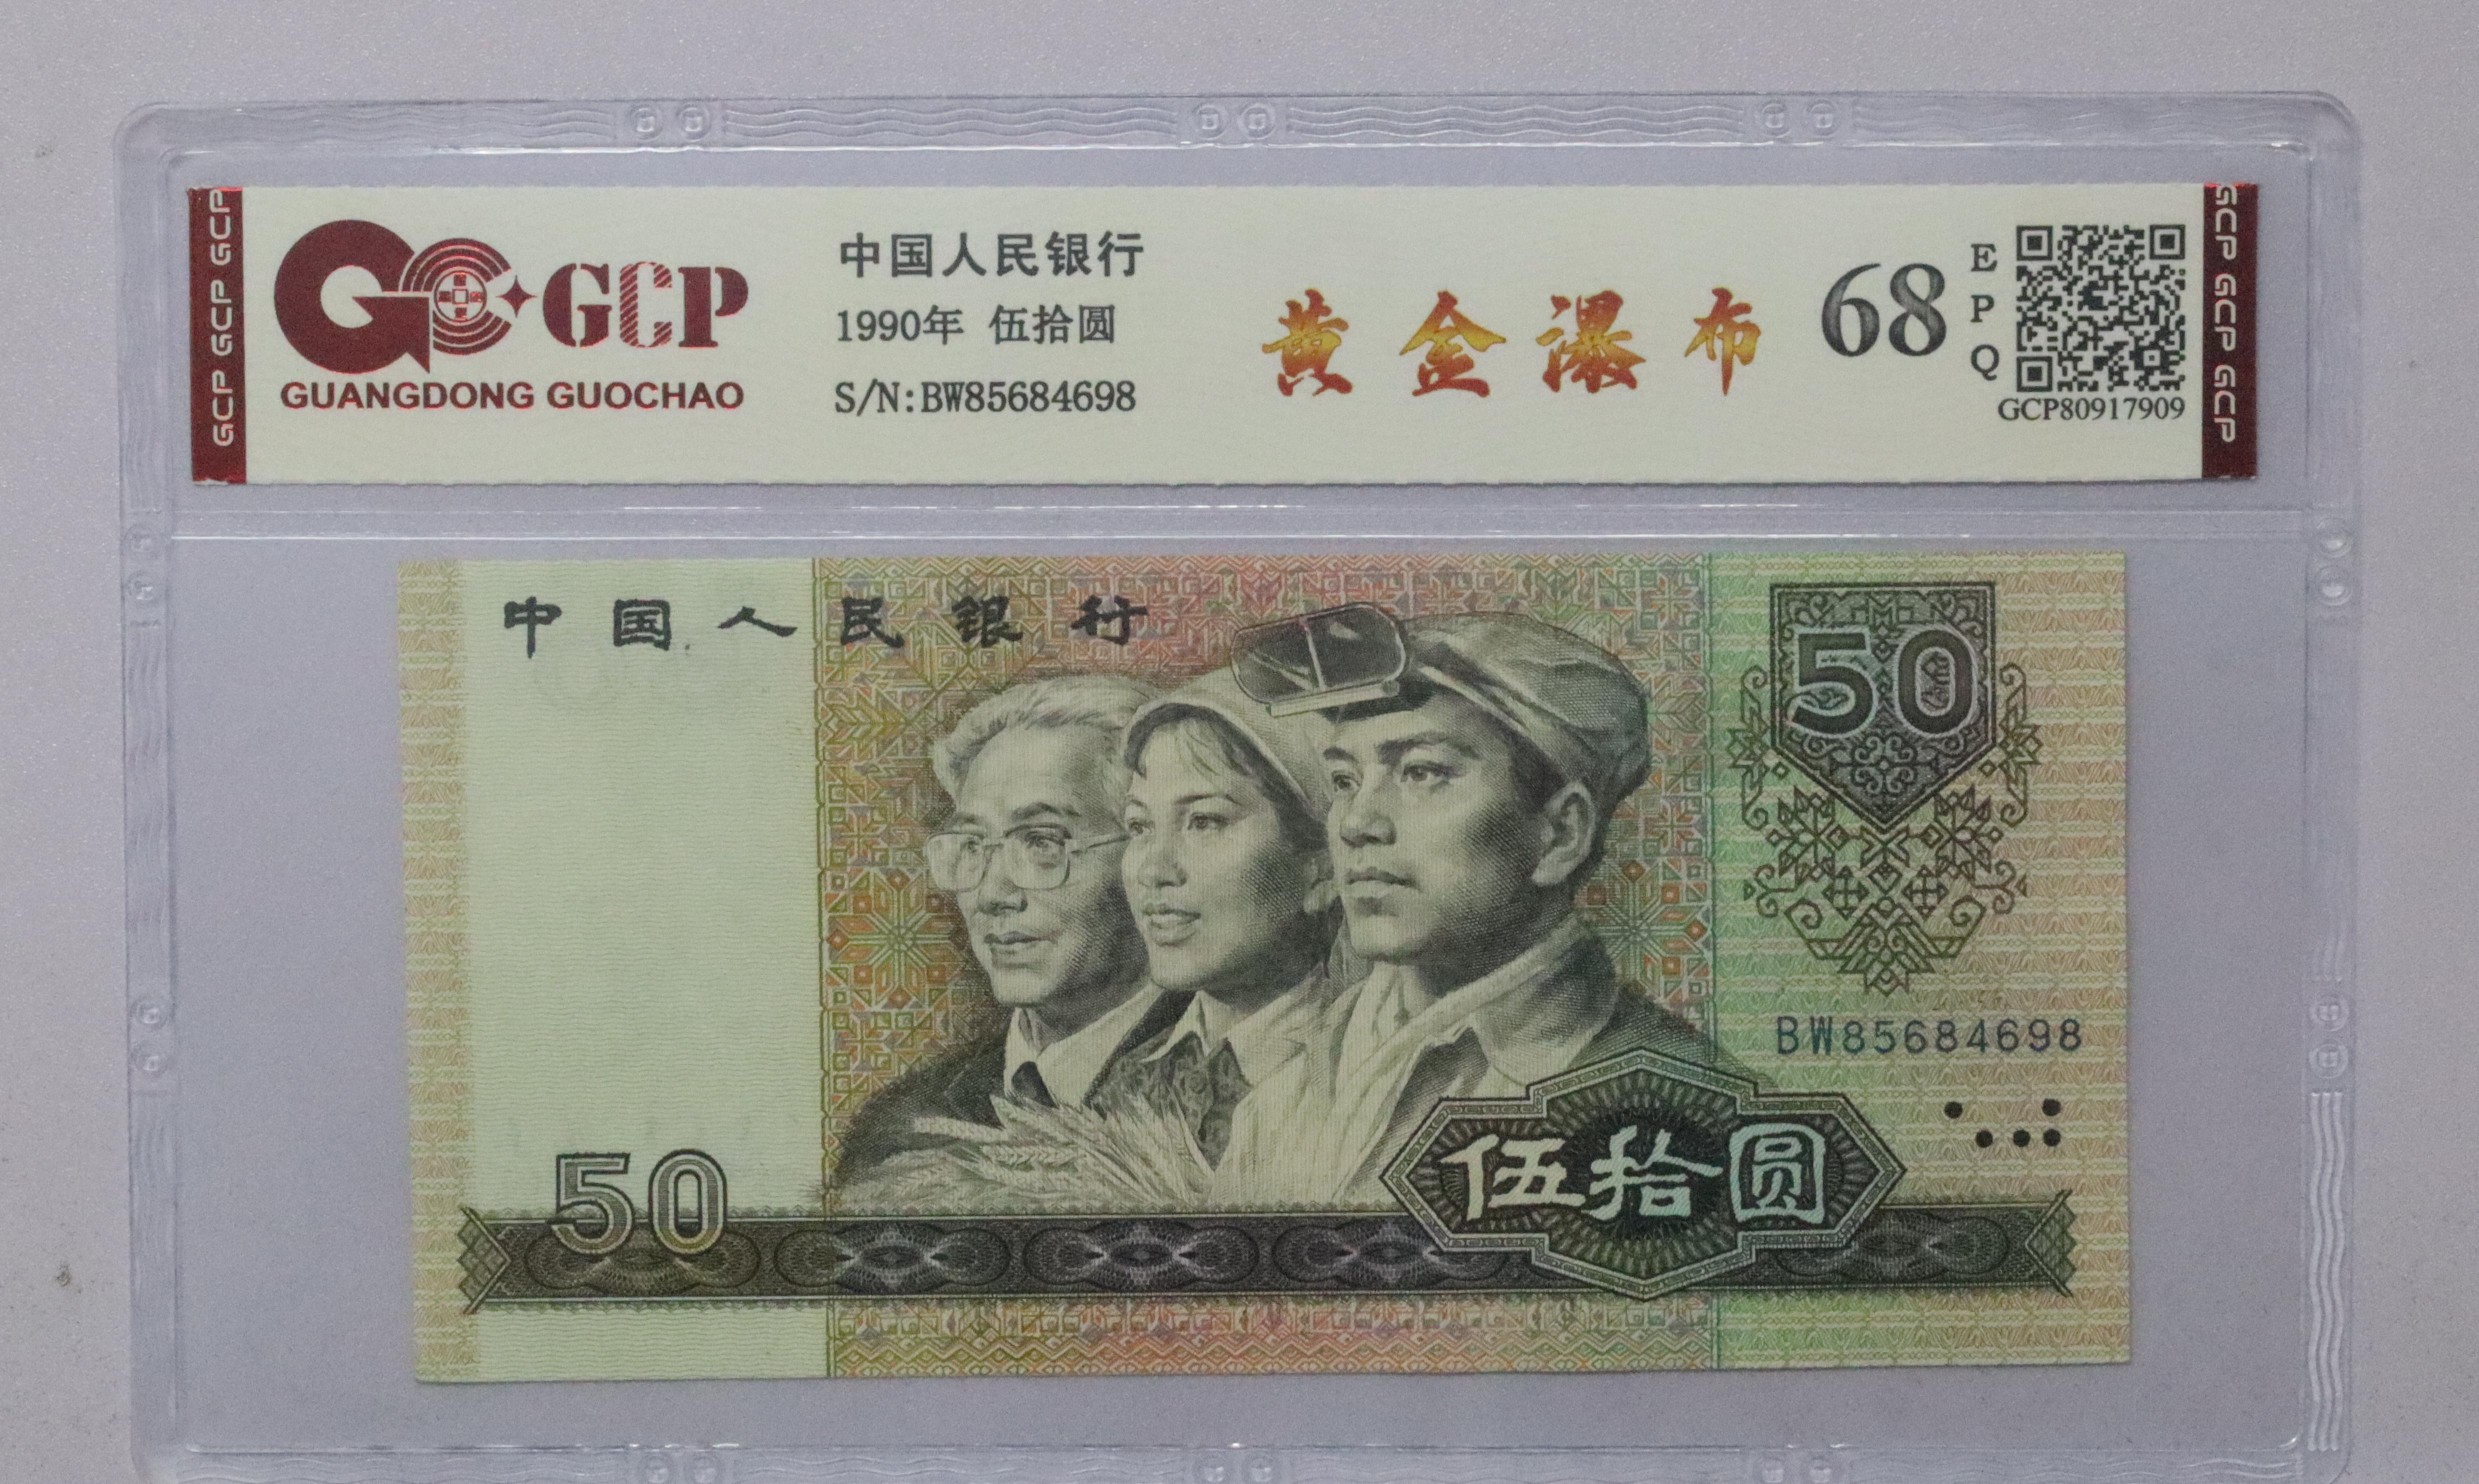 GCP GCP GCP
GCP
GUANGDONG GUOCHAO
中国人民银行
1990年 伍拾圆
S/N:BW85684698
黄金瀑布
68
EPQ
GCP80917909
GCP GCP GCP
中国人民银行
50
BW85684698
50
伍拾圆